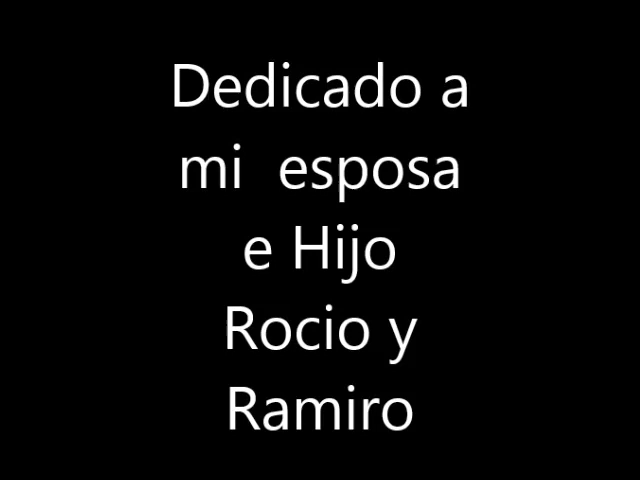 Dedicado a
mi  esposa
e Hijo
Rocio y
Ramiro